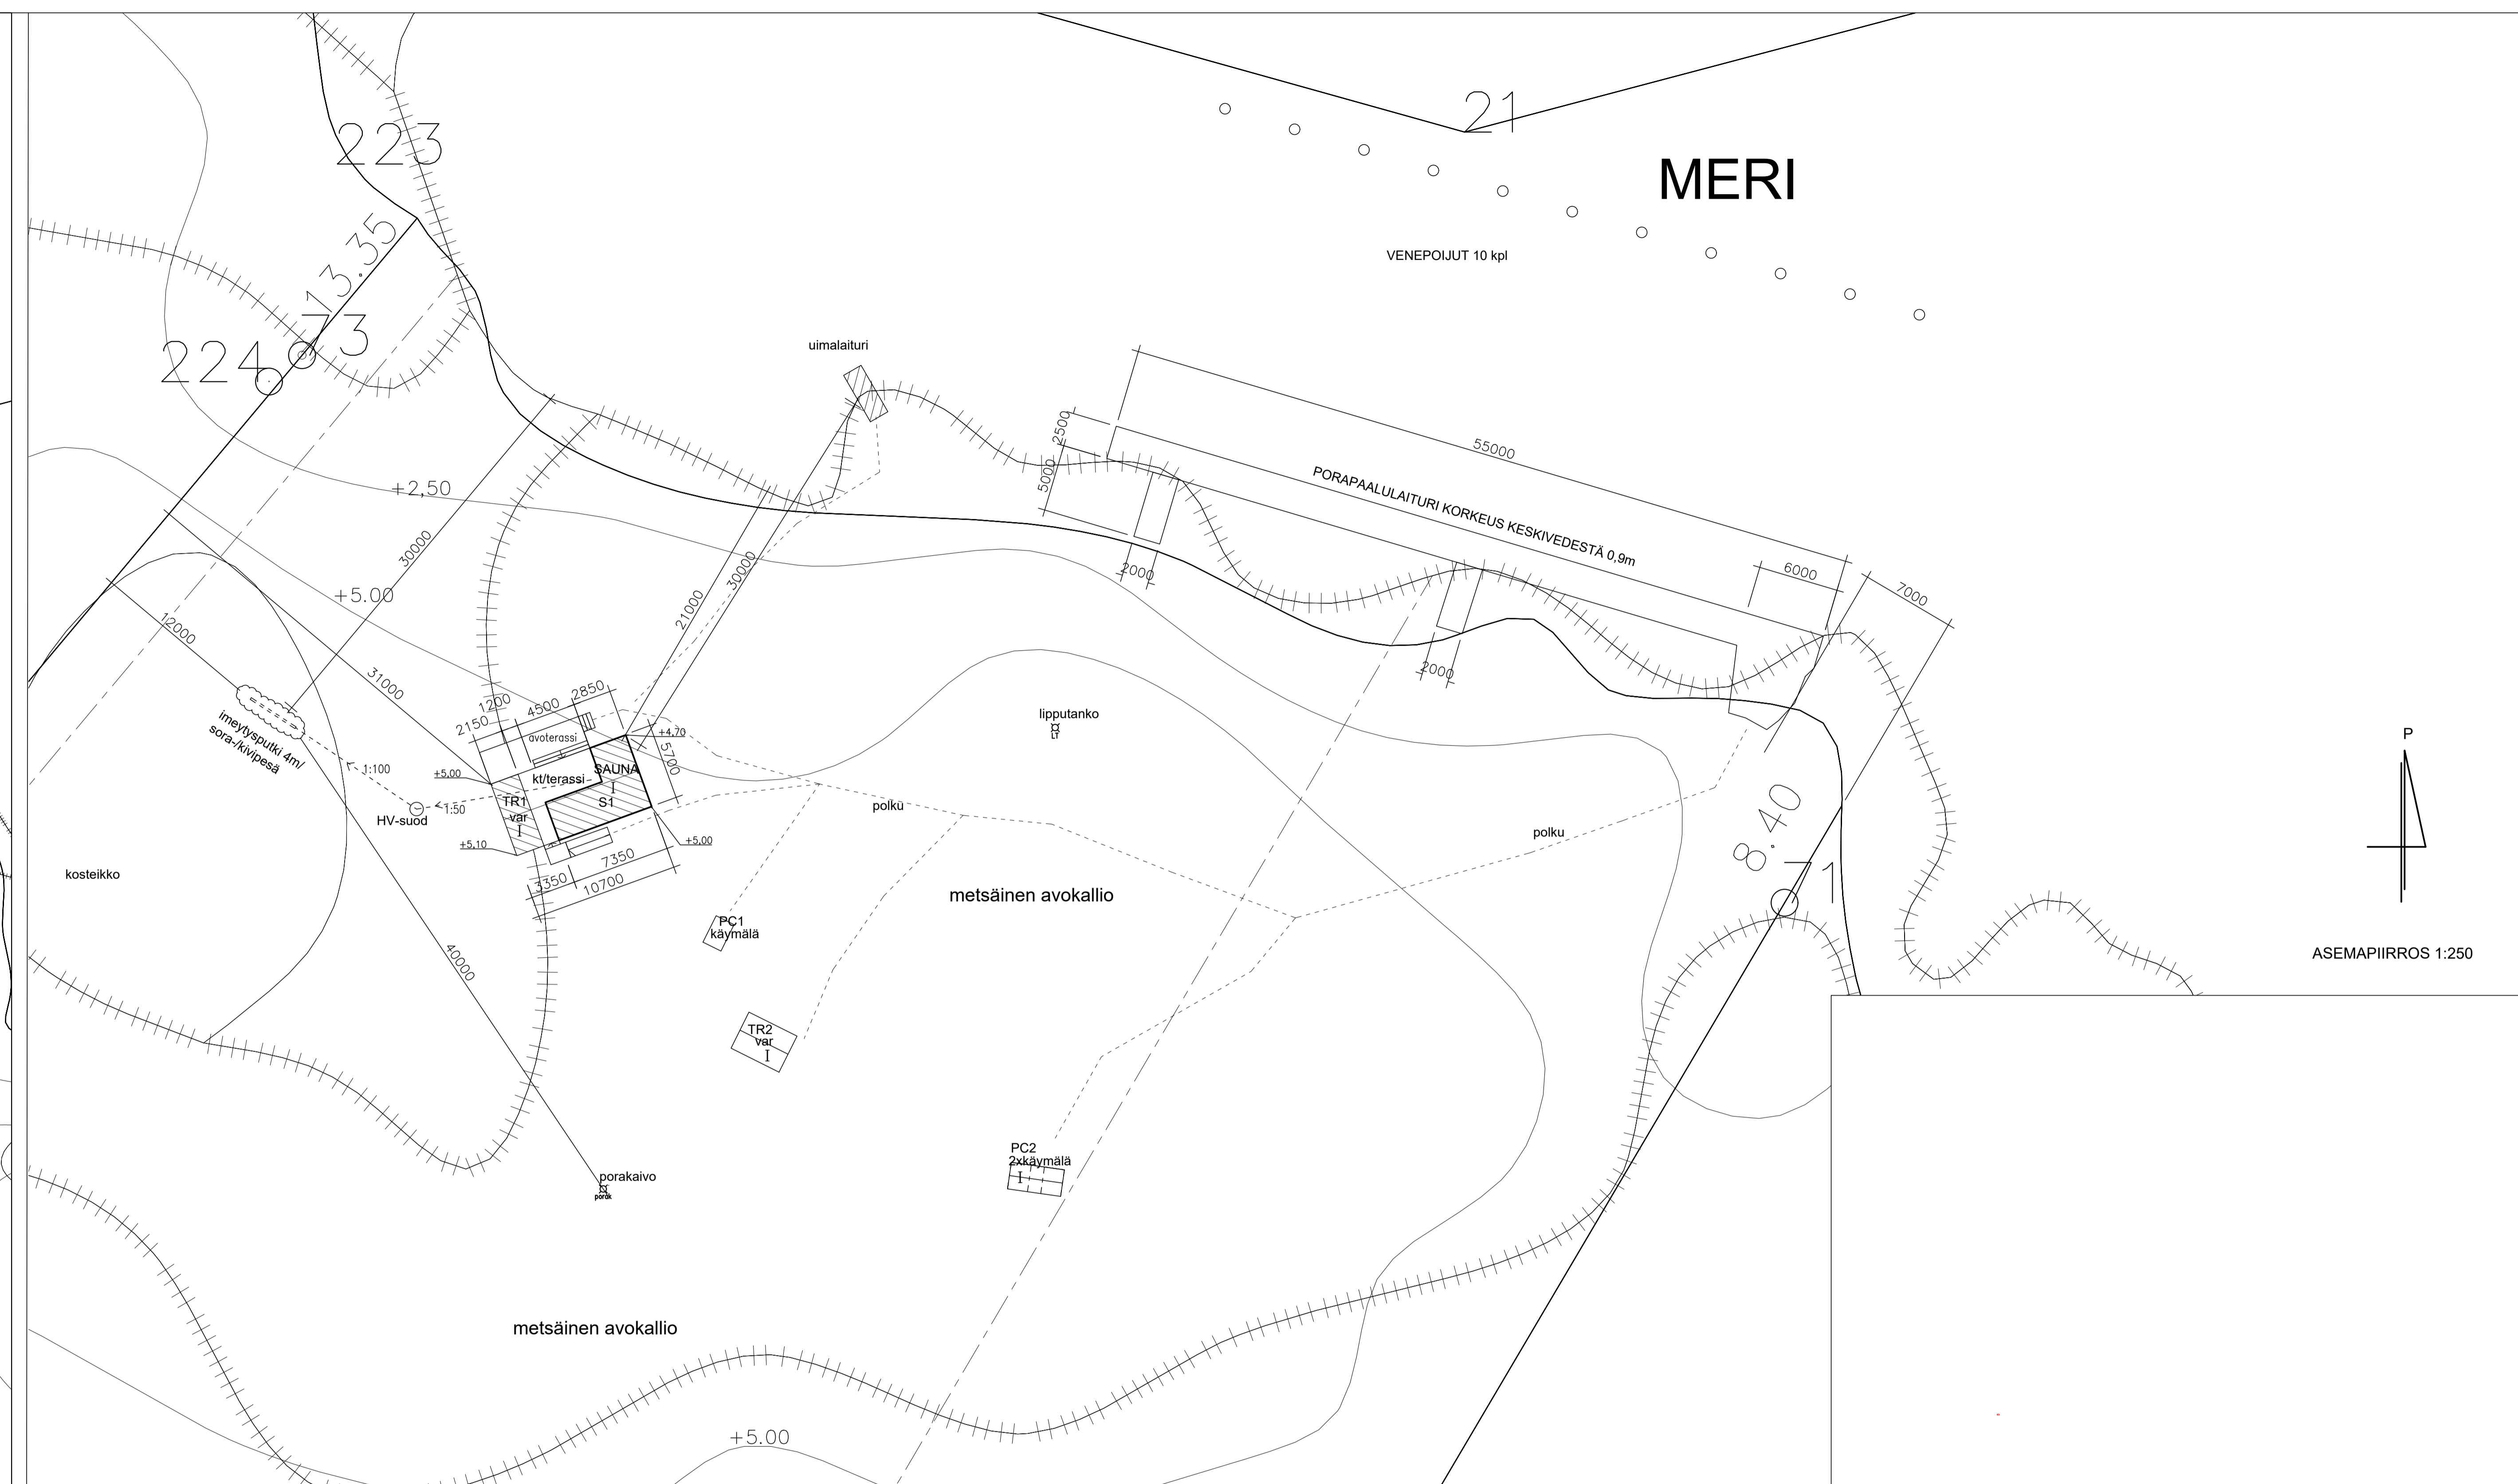 21
223
MERI
13.35
VENEPOIJUT 10 kpl
73
224
uimalaituri
2500
55000
5000
PORAPAALULAITURI KORKEUS KESKIVEDESTÄ 0,9m
+2,50
30000
30000
2000
6000
7000
+5.00
21000
12000
31000
2000
imeytysputki 4m/
sora-/kivipesä
2850
1200
4500
2150
lipputanko
LT
P
avoterassi
+4,70
5700
1:100
+5,00
SAUNA
kt/terassi
I
S1
TR1
var
I
1:50
HV-suod
polku
polku
8.40
+5,10
+5,00
7350
3350
10700
kosteikko
71
metsäinen avokallio
PC1
käymälä
40000
ASEMAPIIRROS 1:250
TR2
var
I
PC2
2xkäymälä
I
porakaivo
porak
metsäinen avokallio
+5.00